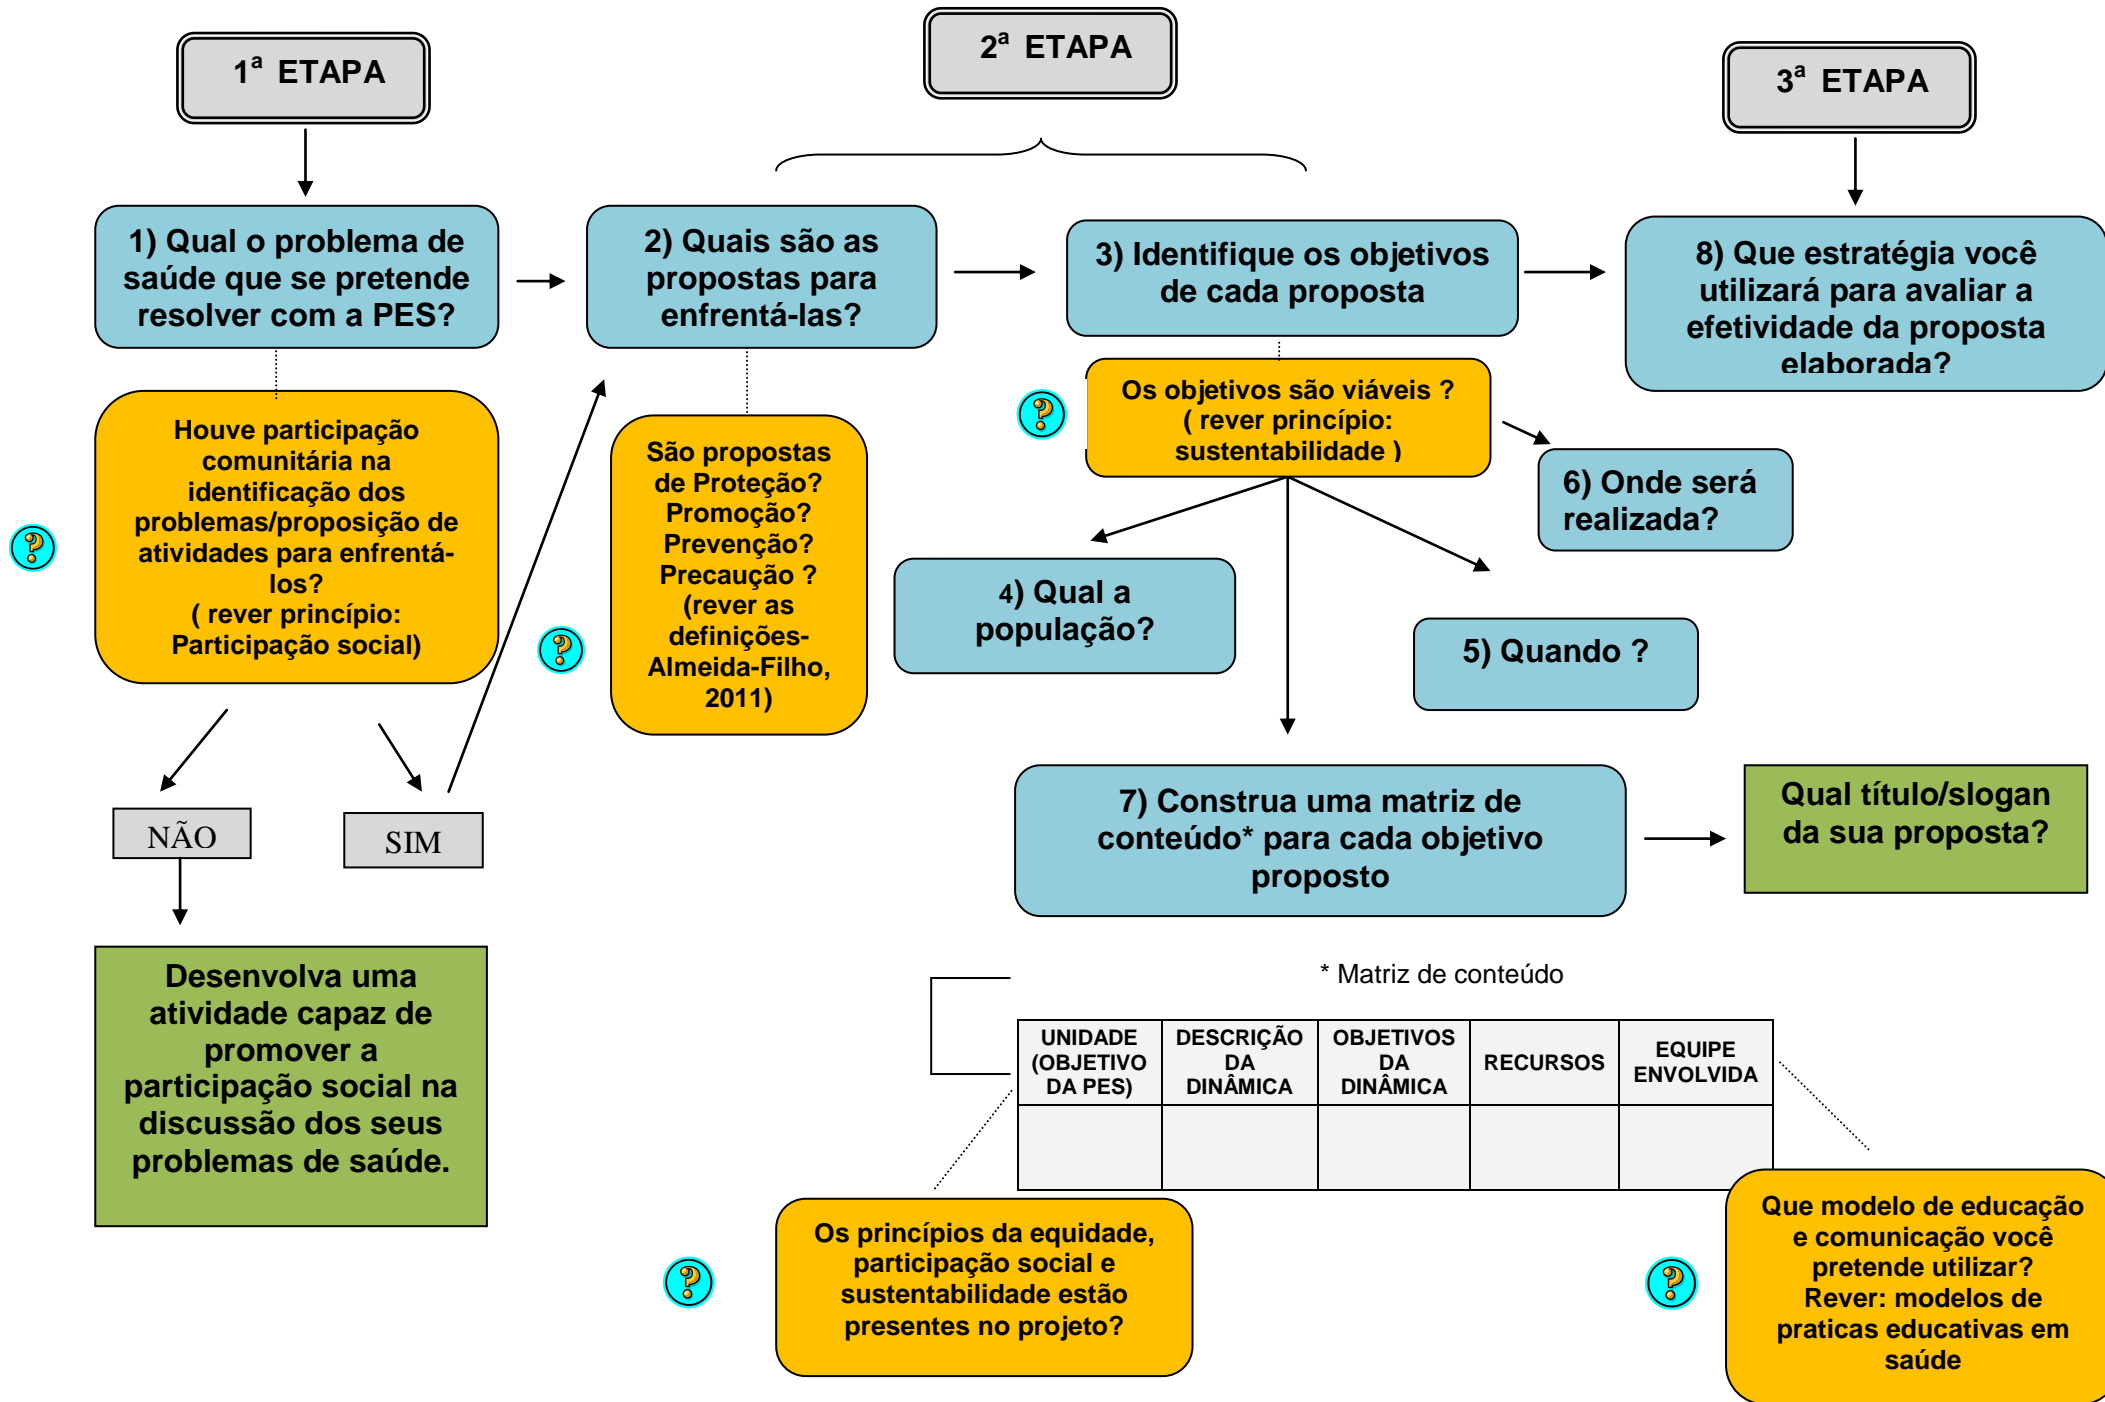 1ª ETAPA
2ª ETAPA
3ª ETAPA
1) Qual o problema de
saúde que se pretende
resolver com a PES?
2) Quais são as
propostas para
enfrentá-las?
3) Identifique os objetivos
de cada proposta
8) Que estratégia você
utilizará para avaliar a
efetividade da proposta
elaborada?
Houve participação
comunitária na
identificação dos
problemas/proposição de
atividades para enfrentá-
los?
( rever princípio:
Participação social)
São propostas
de Proteção?
Promoção?
Prevenção?
Precaução ?
(rever as
definições-
Almeida-Filho,
2011)
Os objetivos são viáveis ?
( rever princípio:
sustentabilidade )
6) Onde será
realizada?
4) Qual a
população?
5) Quando ?
NÃO
SIM
7) Construa uma matriz de
conteúdo* para cada objetivo
proposto
Qual título/slogan
da sua proposta?
Desenvolva uma
atividade capaz de
promover a
participação social na
discussão dos seus
problemas de saúde.
* Matriz de conteúdo
UNIDADE
(OBJETIVO
DA PES)
DESCRIÇÃO
DA
DINÂMICA
OBJETIVOS
DA
DINÂMICA
RECURSOS
EQUIPE
ENVOLVIDA
Os princípios da equidade,
participação social e
sustentabilidade estão
presentes no projeto?
Que modelo de educação
e comunicação você
pretende utilizar?
Rever: modelos de
praticas educativas em
saúde